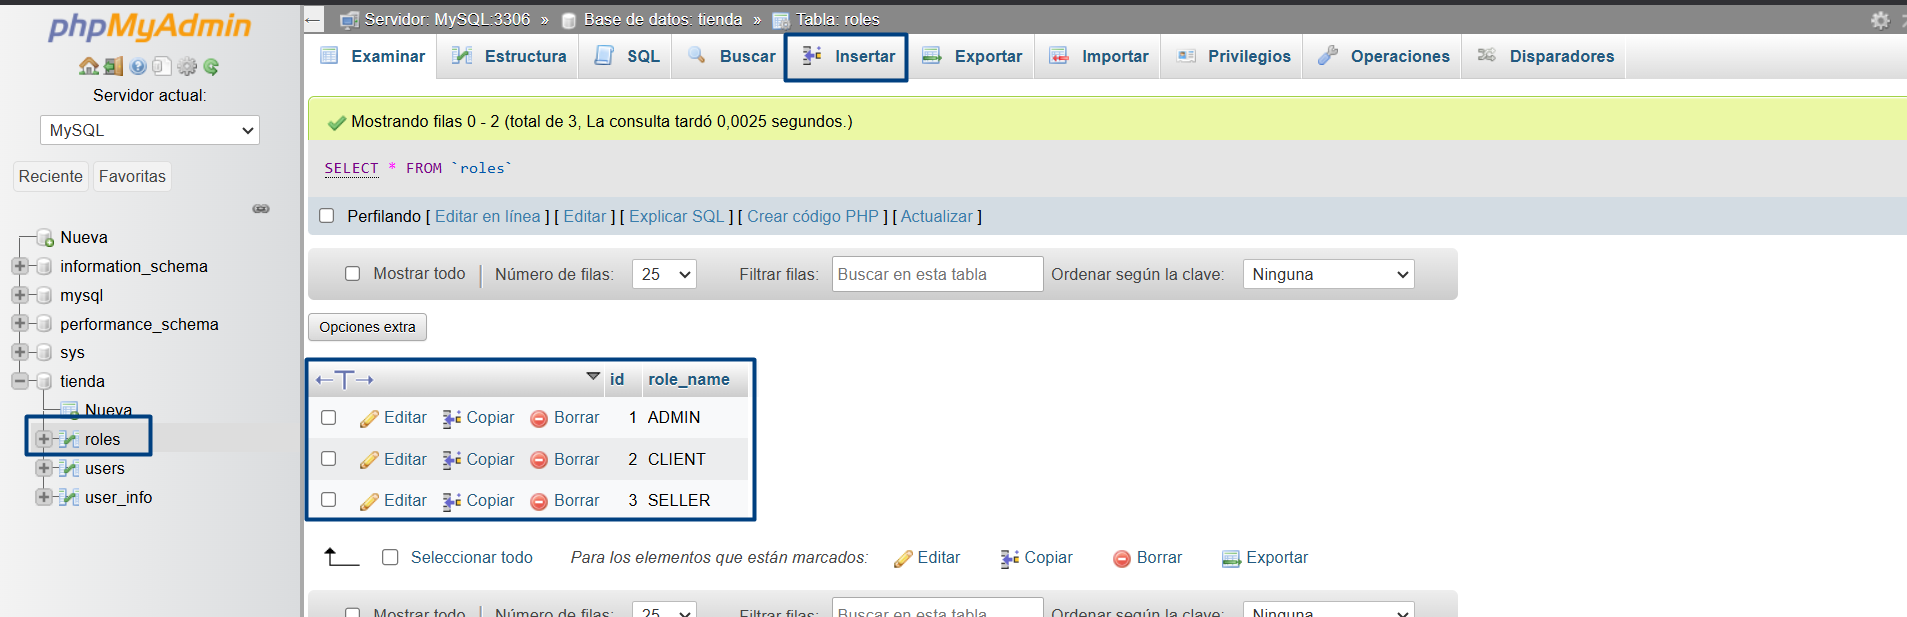 phpMyAdmin
Servidor actual:
MySQL
Reciente Favoritas
Nueva
information_schema
mysql
performance_schema
sys
tienda
Nueva
roles
users
user_info
← Servidor: MySQL:3306 » Base de datos: tienda » Tabla: roles
Examinar Estructura SQL Buscar Insertar Exportar Importar Privilegios Operaciones Disparadores
Mostrando filas 0 - 2 (total de 3, La consulta tardó 0,0025 segundos.)
SELECT * FROM `roles`
Perfilando [ Editar en línea ] [ Editar ] [ Explicar SQL ] [ Crear código PHP ] [ Actualizar ]
Mostrar todo | Número de filas: 25 Filtrar filas: Buscar en esta tabla Ordenar según la clave: Ninguna
Opciones extra
←T→ id role_name
Editar Copiar Borrar 1 ADMIN
Editar Copiar Borrar 2 CLIENT
Editar Copiar Borrar 3 SELLER
Seleccionar todo Para los elementos que están marcados: Editar Copiar Borrar Exportar
Mostrar todo | Número de filas: 25 Filtrar filas: Buscar en esta tabla Ordenar según la clave: Ninguna